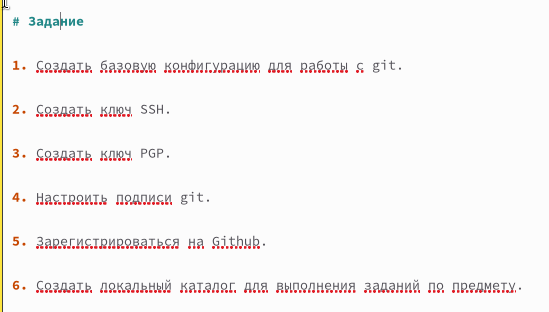 # Задание
1. Создать базовую конфигурацию для работы с git.
2. Создать ключ SSH.
3. Создать ключ PGP.
4. Настроить подписи git.
5. Зарегистрироваться на Github.
6. Создать локальный каталог для выполнения заданий по предмету.